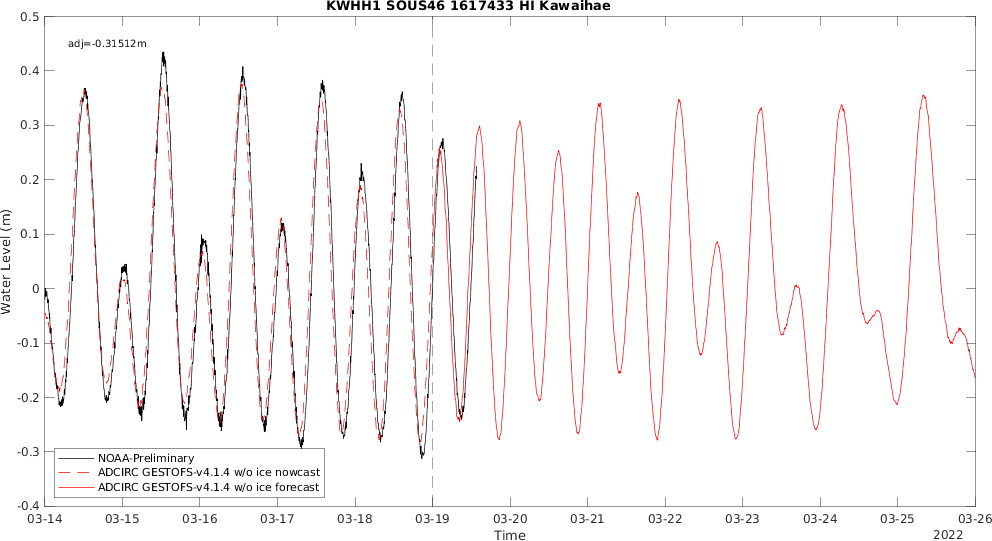 KWHH1 SOUS46 1617433 HI Kawaihae
adj=-0.31512m
Water Level (m)
0.5
0.4
0.3
0.2
0.1
0
-0.1
-0.2
-0.3
-0.4
NOAA-Preliminary
ADCIRC GESTOFS-v4.1.4 w/o ice nowcast
ADCIRC GESTOFS-v4.1.4 w/o ice forecast
03-14 03-15 03-16 03-17 03-18 03-19 03-20 03-21 03-22 03-23 03-24 03-25 03-26
Time
2022